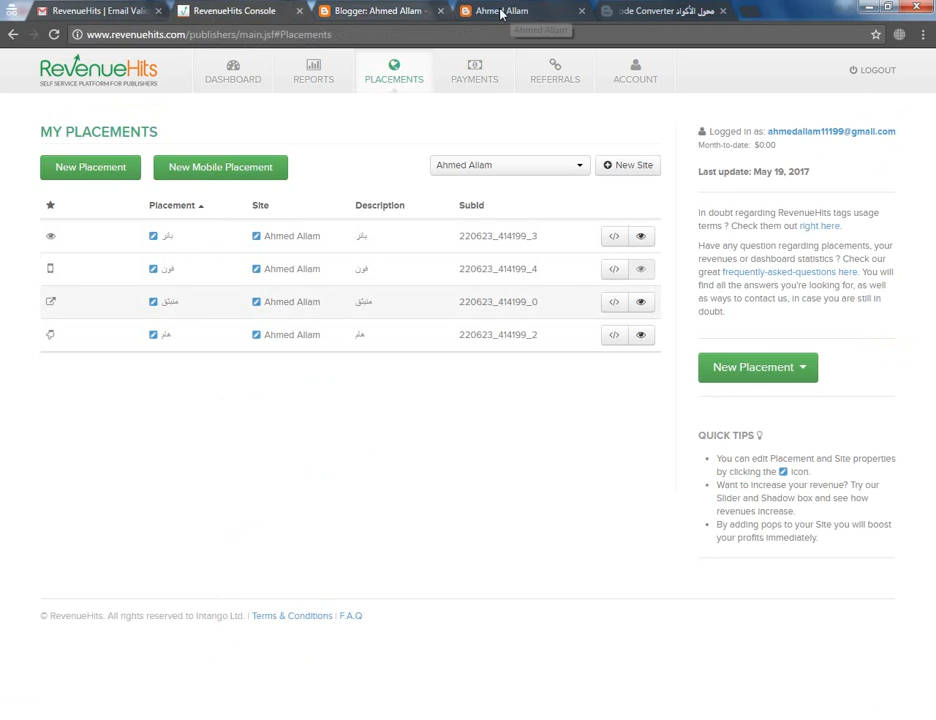 RevenueHits | Email Vali
RevenueHits Console
Blogger: Ahmed Allam -
Ahmed Allam
ode Converter محول الأكواد
www.revenuehits.com/publishers/main.jsf#Placements
Ahmed Allam
RevenueHits
SELF SERVICE PLATFORM FOR PUBLISHERS
DASHBOARD
REPORTS
PLACEMENTS
PAYMENTS
REFERRALS
ACCOUNT
LOGOUT
MY PLACEMENTS
New Placement
New Mobile Placement
Ahmed Allam
New Site
Placement
Site
Description
SubId
بانر Ahmed Allam بانر 220623_414199_3
فون Ahmed Allam فون 220623_414199_4
منبثق Ahmed Allam منبثق 220623_414199_0
هام Ahmed Allam هام 220623_414199_2
Logged in as: ahmedallam11199@gmail.com
Month-to-date: $0.00
Last update: May 19, 2017
In doubt regarding RevenueHits tags usage
terms ? Check them out right here.
Have any question regarding placements, your
revenues or dashboard statistics ? Check our
great frequently-asked-questions here. You will
find all the answers you're looking for, as well
as ways to contact us, in case you are still in
doubt.
New Placement
QUICK TIPS
You can edit Placement and Site properties
by clicking the icon.
Want to increase your revenue? Try our
Slider and Shadow box and see how
revenues increase.
By adding pops to your Site you will boost
your profits immediately.
© RevenueHits. All rights reserved to Intango Ltd. | Terms & Conditions | F.A.Q